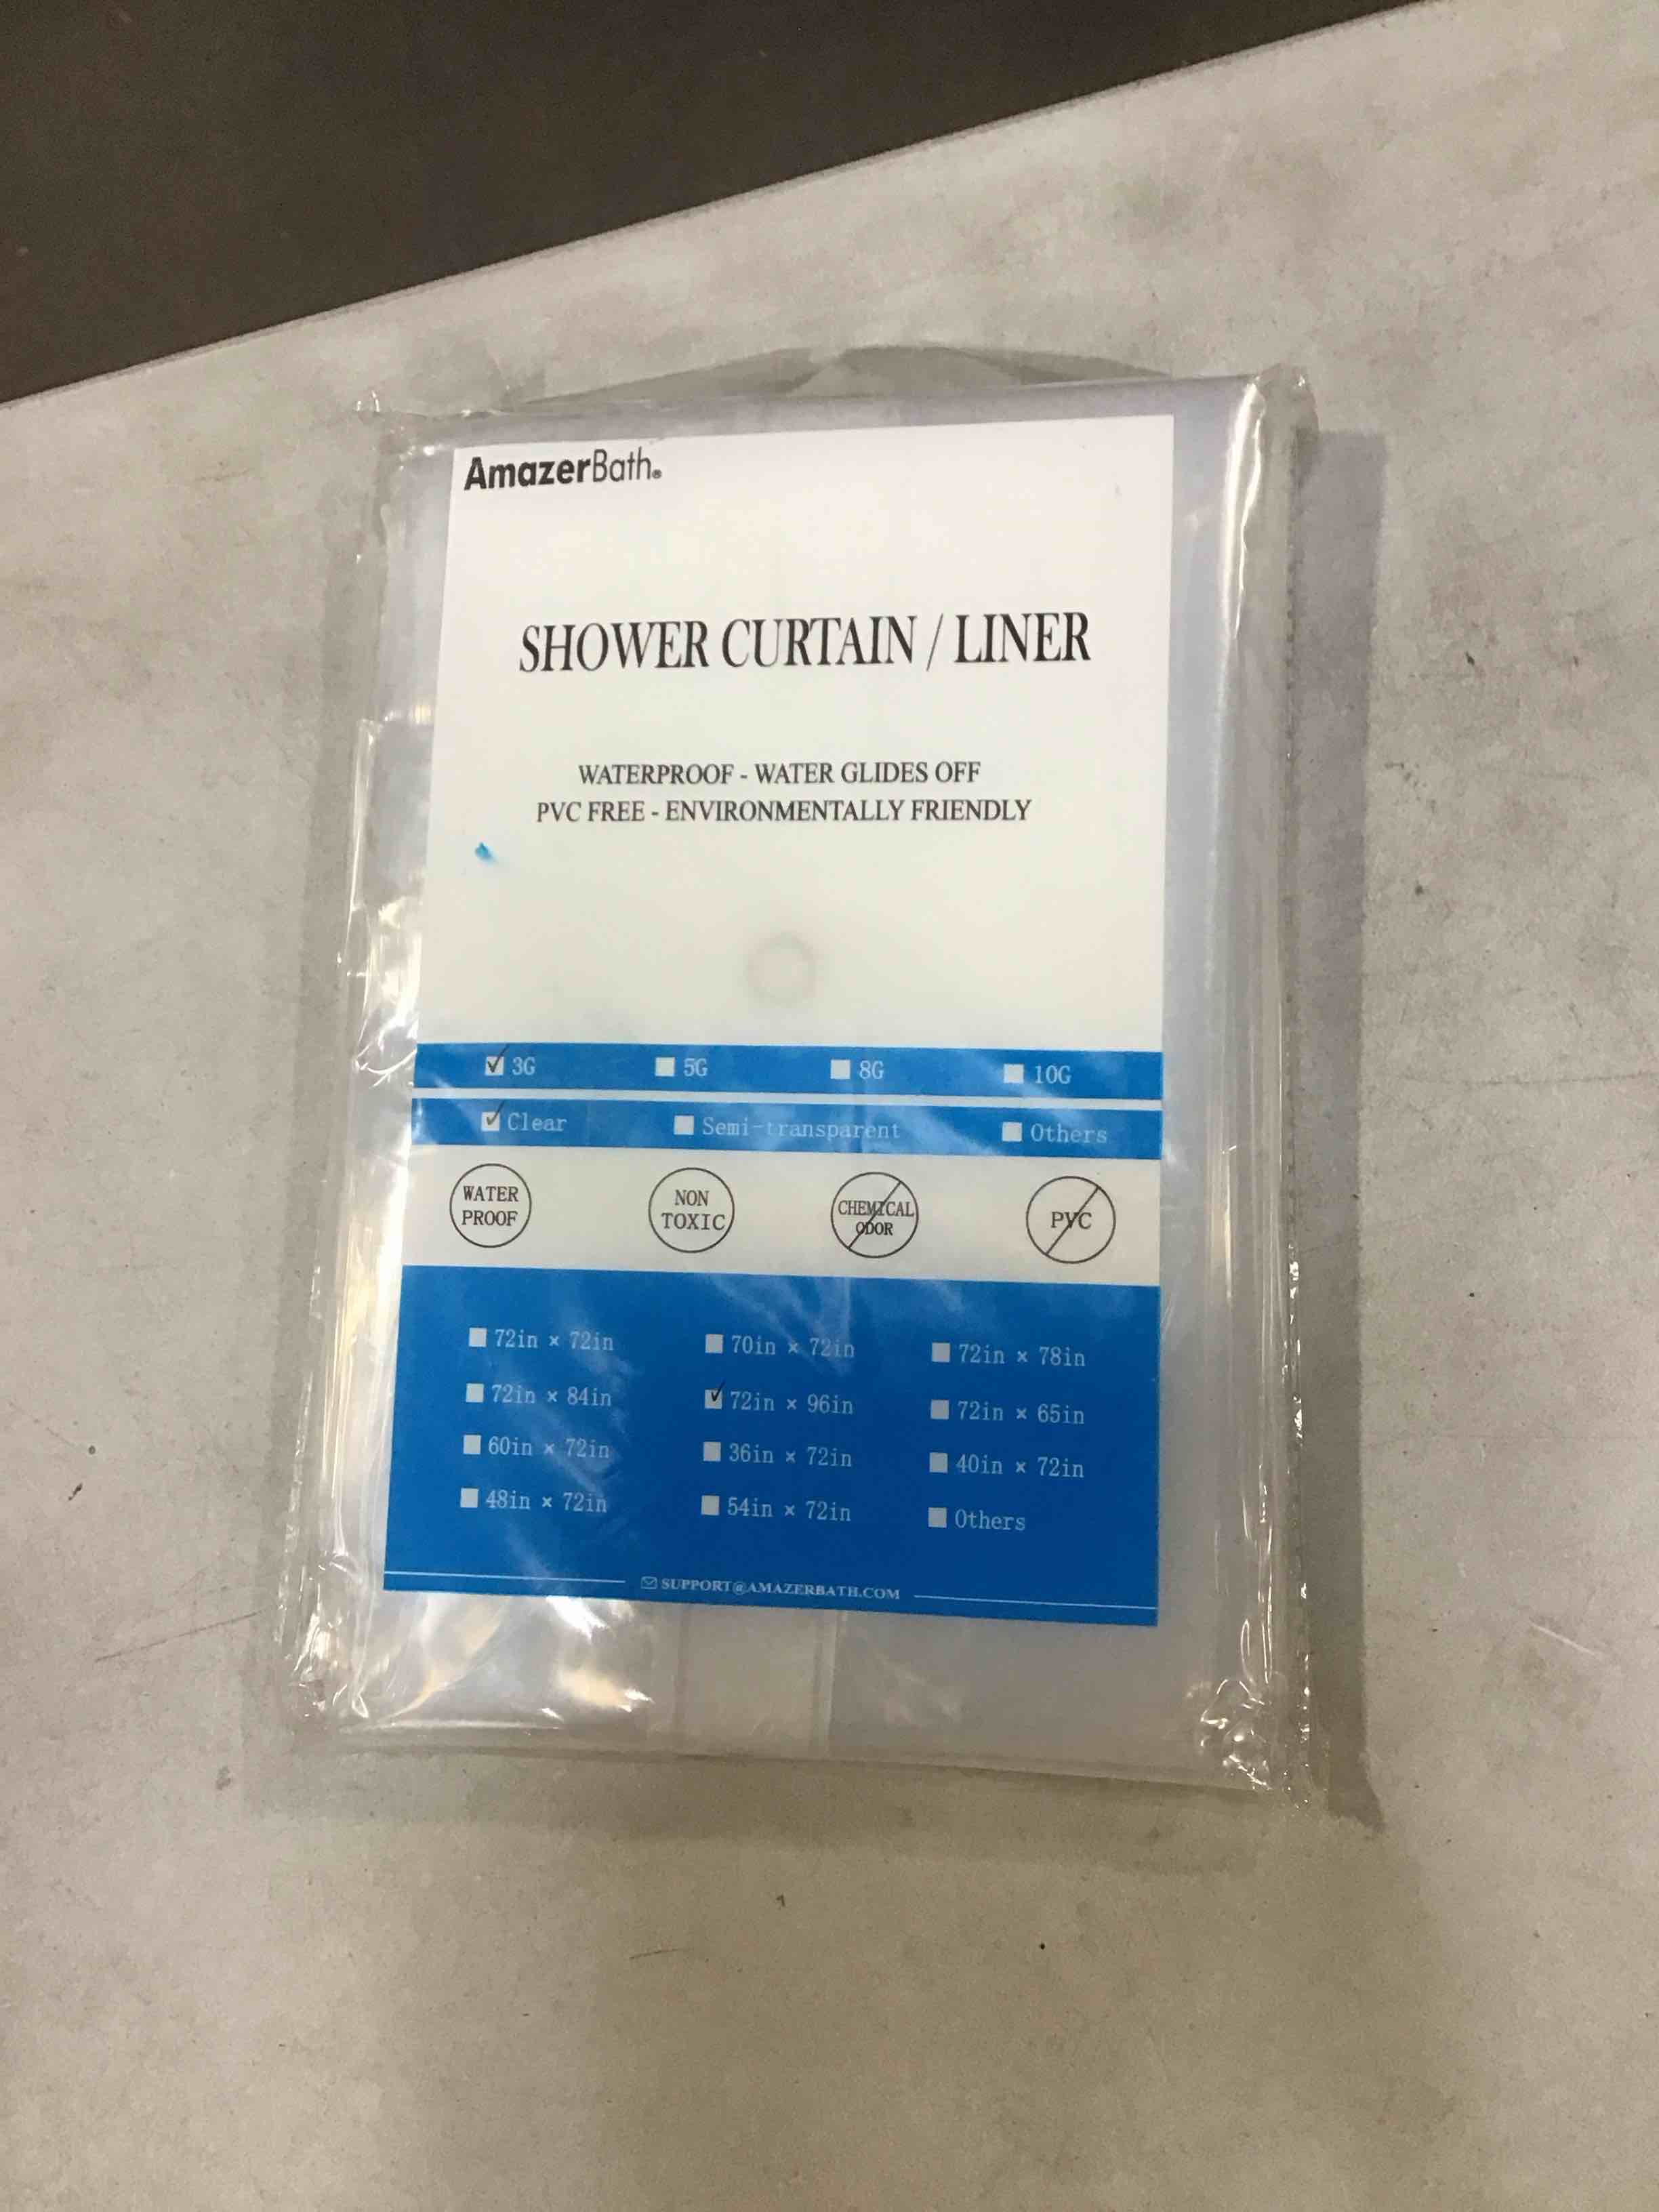 AmazerBath®
SHOWER CURTAIN / LINER
WATERPROOF - WATER GLIDES OFF
PVC FREE - ENVIRONMENTALLY FRIENDLY
3G 5G 8G 10G
Clear Semi-transparent Others
WATER PROOF NON TOXIC CHEMICAL ODOR PVC
72in × 72in 70in × 72in 72in × 78in
72in × 84in 72in × 96in 72in × 65in
60in × 72in 36in × 72in 40in × 72in
48in × 72in 54in × 72in Others
SUPPORT@AMAZERBATH.COM